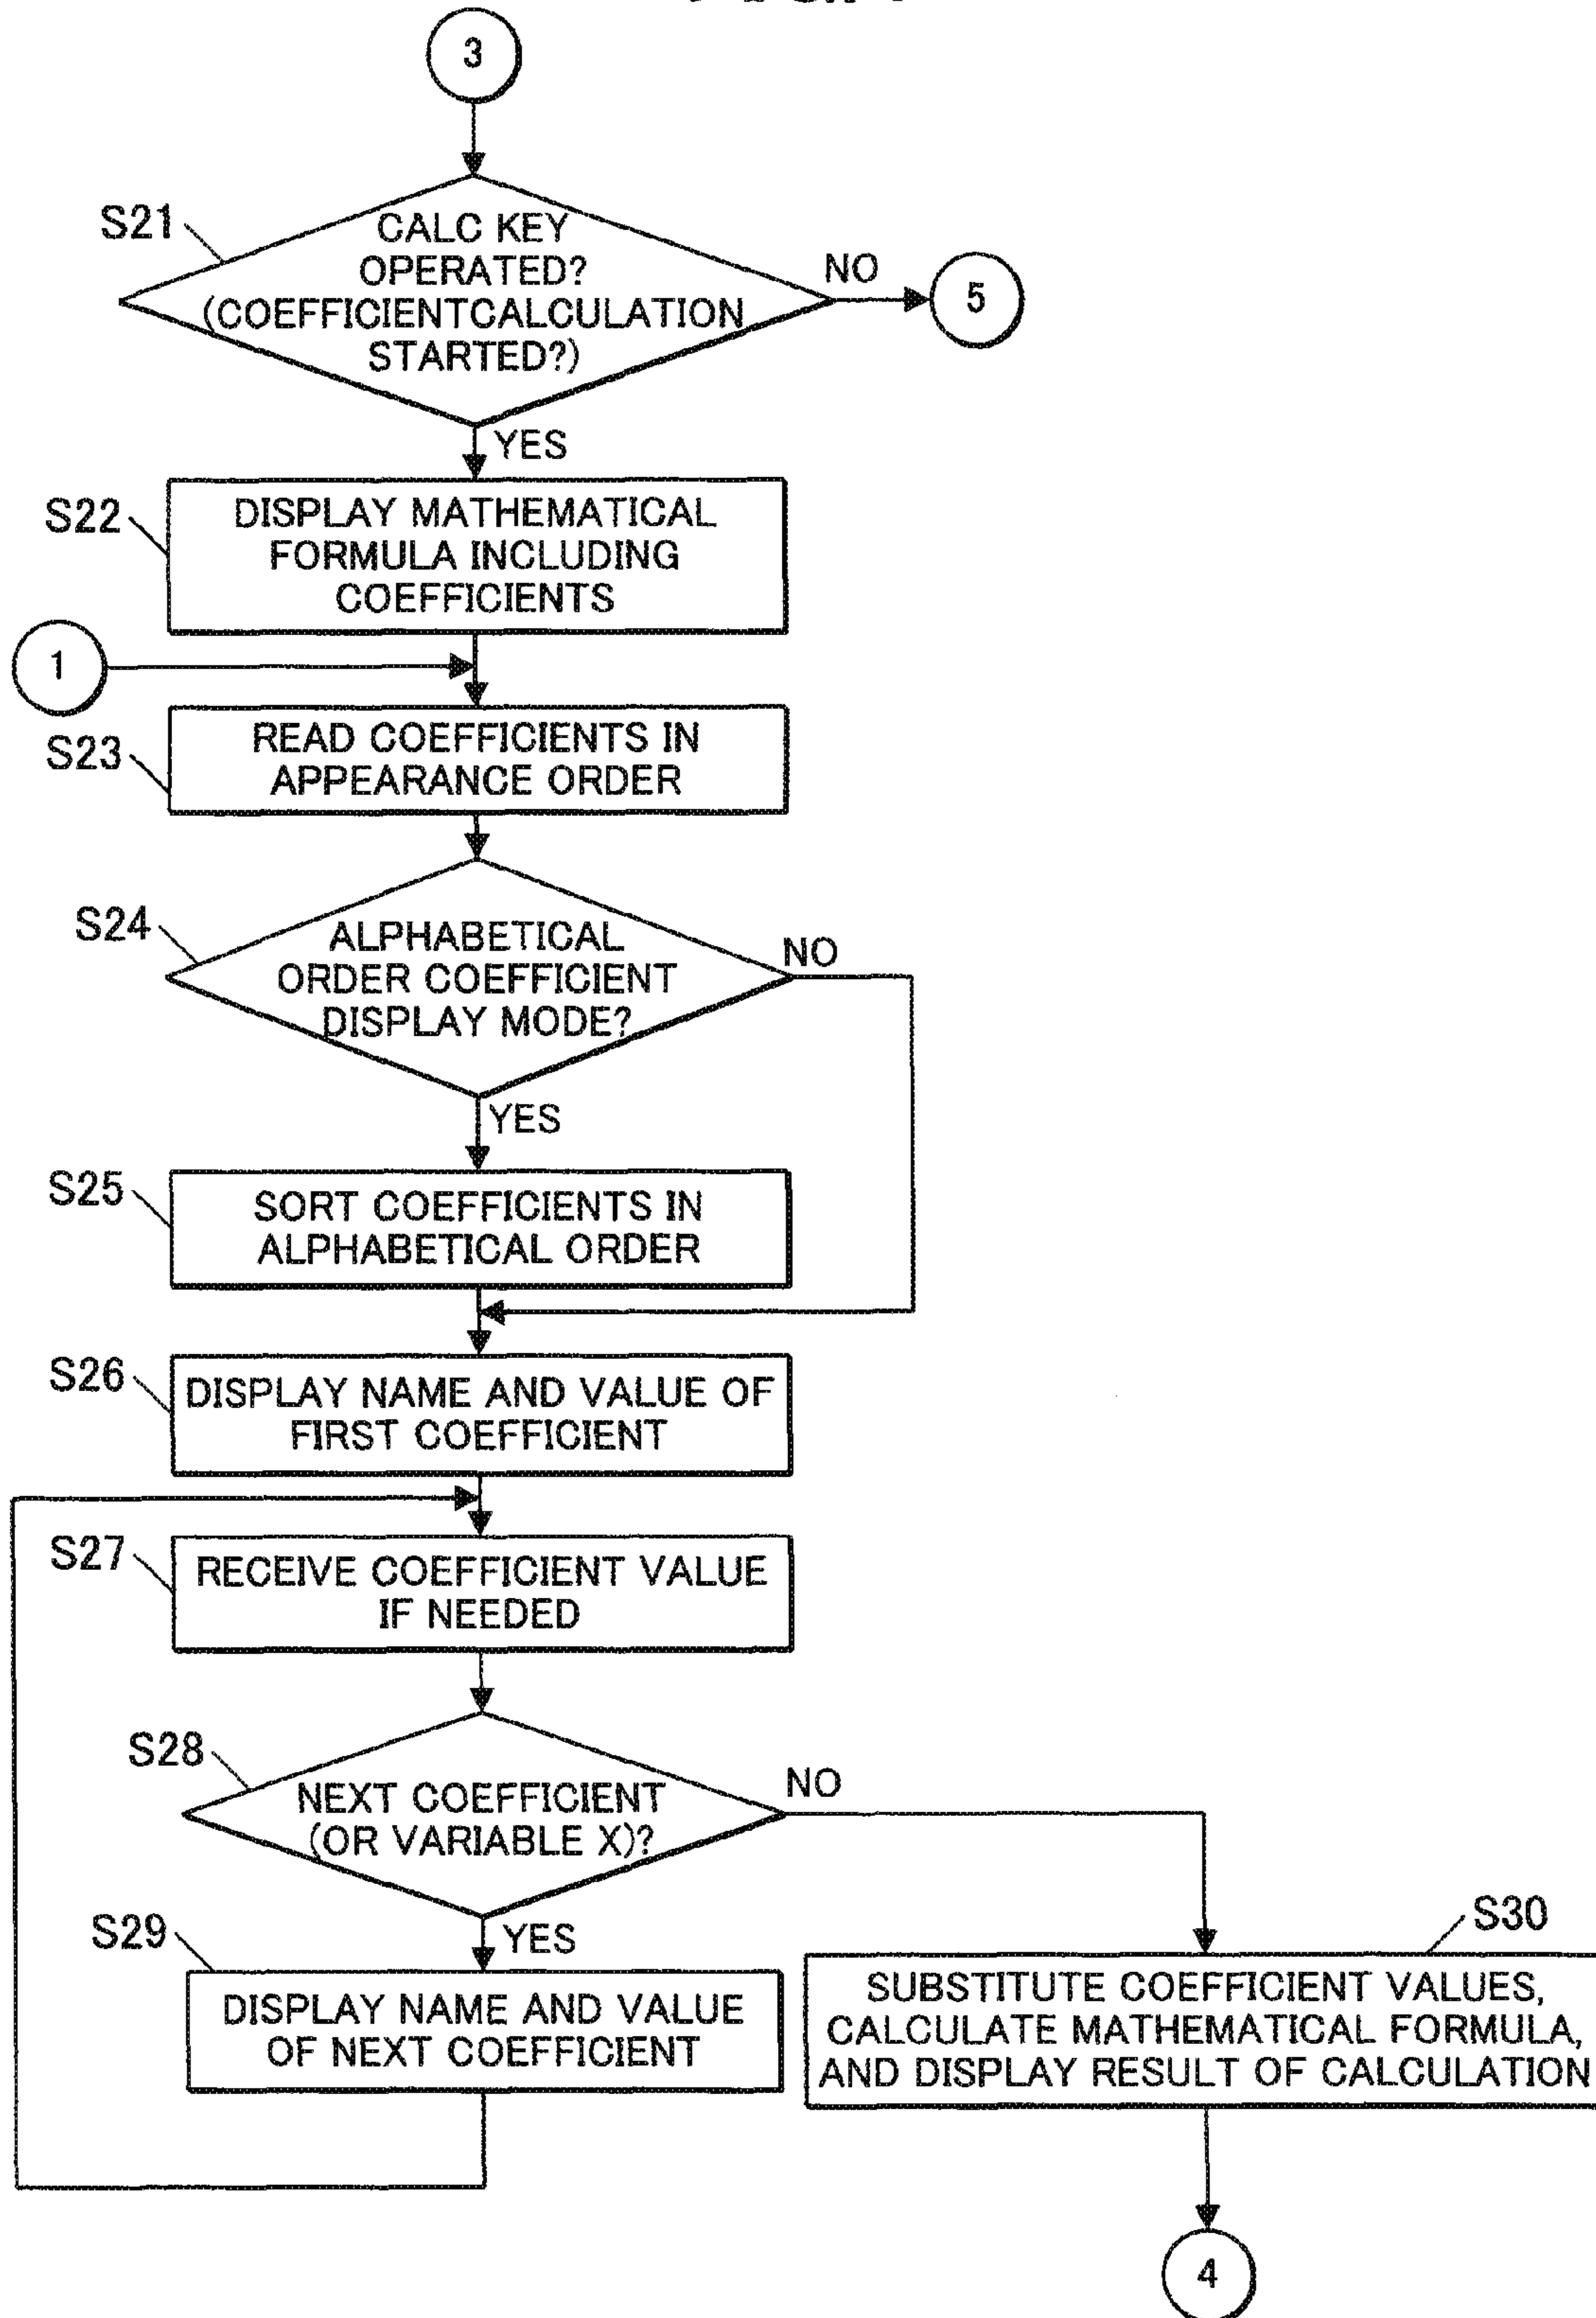 3
S21
CALC KEY
OPERATED?
(COEFFICIENTCALCULATION
STARTED?)
NO
5
YES
S22
DISPLAY MATHEMATICAL
FORMULA INCLUDING
COEFFICIENTS
1
S23
READ COEFFICIENTS IN
APPEARANCE ORDER
S24
ALPHABETICAL
ORDER COEFFICIENT
DISPLAY MODE?
NO
YES
S25
SORT COEFFICIENTS IN
ALPHABETICAL ORDER
S26
DISPLAY NAME AND VALUE OF
FIRST COEFFICIENT
S27
RECEIVE COEFFICIENT VALUE
IF NEEDED
S28
NEXT COEFFICIENT
(OR VARIABLE X)?
NO
YES
S29
DISPLAY NAME AND VALUE
OF NEXT COEFFICIENT
S30
SUBSTITUTE COEFFICIENT VALUES,
CALCULATE MATHEMATICAL FORMULA,
AND DISPLAY RESULT OF CALCULATION
4